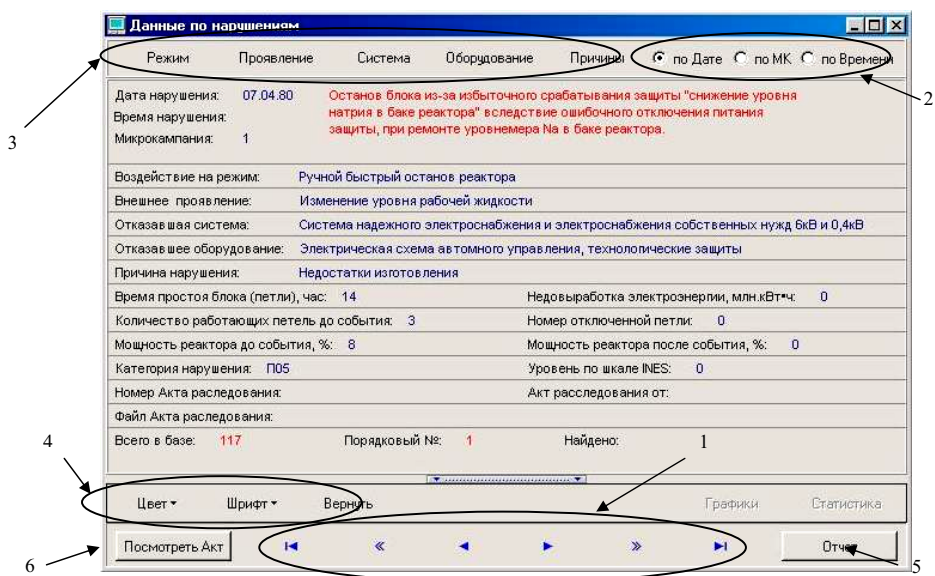 Данные по нарушениям
Режим Проявление Система Оборудование Причины по Дате по МК по Времени
2
3
Дата нарушения: 07.04.80 Останов блока из-за избыточного срабатывания защиты "снижение уровня
Время нарушения: натрия в баке реактора" вследствие ошибочного отключения питания
Микрокампания: 1 защиты, при ремонте уровнемера Na в баке реактора.
Воздействие на режим: Ручной быстрый останов реактора
Внешнее проявление: Изменение уровня рабочей жидкости
Отказавшая система: Система надежного электроснабжения и электроснабжения собственных нужд 6кВ и 0,4кВ
Отказавшее оборудование: Электрическая схема автомного управления, технологические защиты
Причина нарушения: Недостатки изготовления
Время простоя блока (петли), час: 14 Недовыработка электроэнергии, млн.кВт•ч: 0
Количество работающих петель до события: 3 Номер отключенной петли: 0
Мощность реактора до события, %: 8 Мощность реактора после события, %: 0
Категория нарушения: П05 Уровень по шкале INES: 0
Номер Акта раследования: Акт расследования от:
Файл Акта раследования:
Всего в базе: 117 Порядковый №: 1 Найдено:
4
1
Цвет Шрифт Вернуть Графики Статистика
Посмотреть Акт Отчет
6
5